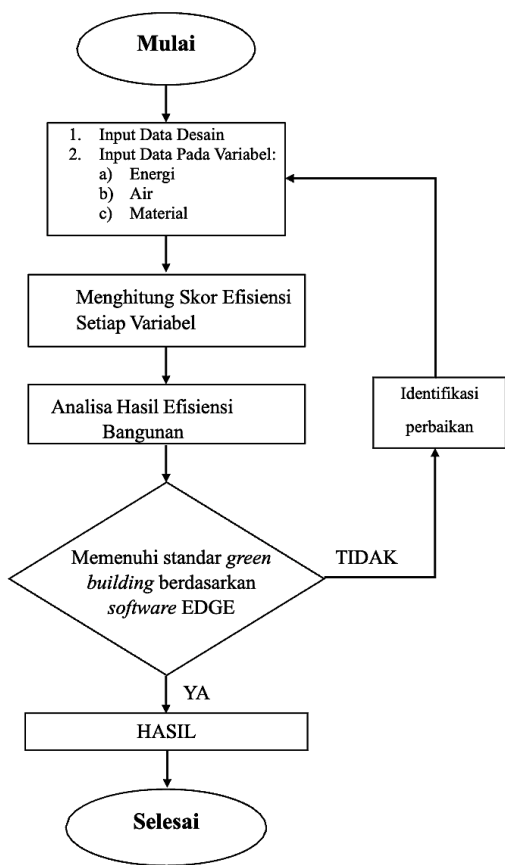 Mulai
1. Input Data Desain
2. Input Data Pada Variabel:
a) Energi
b) Air
c) Material
Menghitung Skor Efisiensi
Setiap Variabel
Analisa Hasil Efisiensi
Bangunan
Identifikasi
perbaikan
Memenuhi standar green
building berdasarkan
software EDGE
TIDAK
YA
HASIL
Selesai